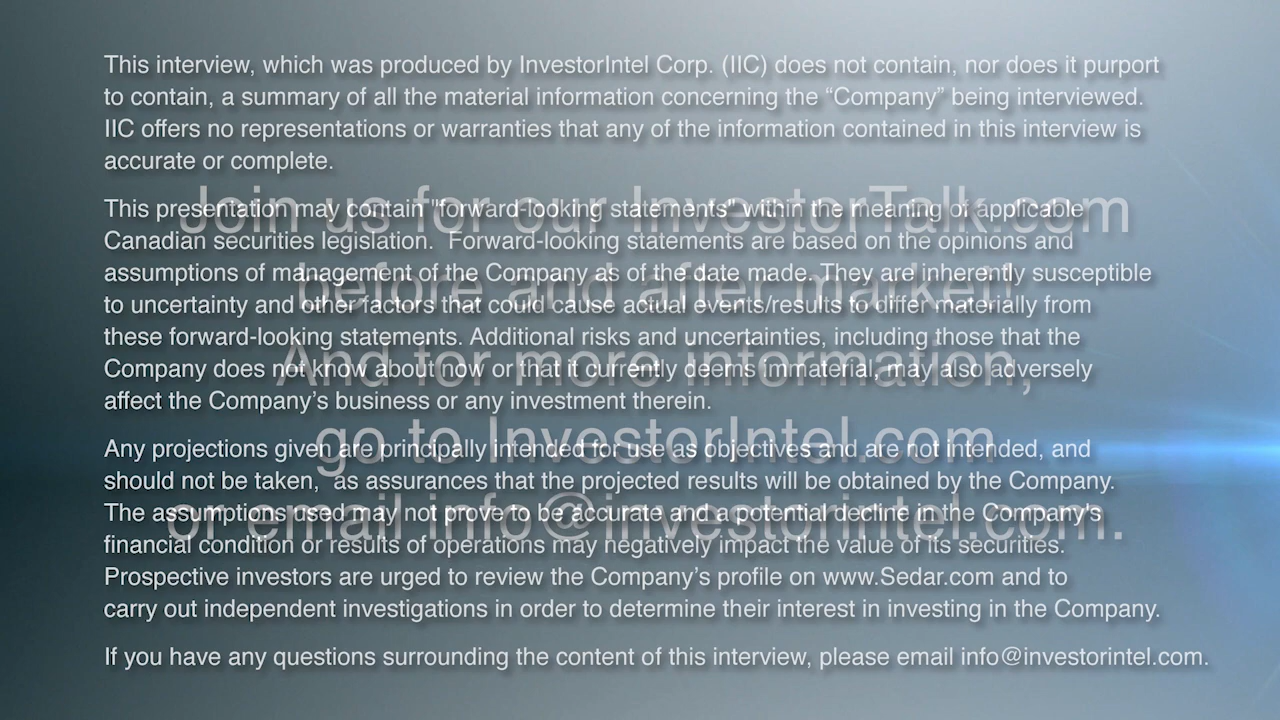 This interview, which was produced by InvestorIntel Corp. (IIC) does not contain, nor does it purport
to contain, a summary of all the material information concerning the “Company” being interviewed.
IIC offers no representations or warranties that any of the information contained in this interview is
accurate or complete.
This presentation may contain "forward-looking statements" within the meaning of applicable
Canadian securities legislation.  Forward-looking statements are based on the opinions and
assumptions of management of the Company as of the date made. They are inherently susceptible
to uncertainty and other factors that could cause actual events/results to differ materially from
these forward-looking statements. Additional risks and uncertainties, including those that the
Company does not know about now or that it currently deems immaterial, may also adversely
affect the Company’s business or any investment therein.
Any projections given are principally intended for use as objectives and are not intended, and
should not be taken,  as assurances that the projected results will be obtained by the Company.
The assumptions used may not prove to be accurate and a potential decline in the Company's
financial condition or results of operations may negatively impact the value of its securities.
Prospective investors are urged to review the Company’s profile on www.Sedar.com and to
carry out independent investigations in order to determine their interest in investing in the Company.
If you have any questions surrounding the content of this interview, please email info@investorintel.com.
Join us for our InvestorTalk.com
before and after market!
And for more information,
go to InvestorIntel.com
or email info@investorintel.com.